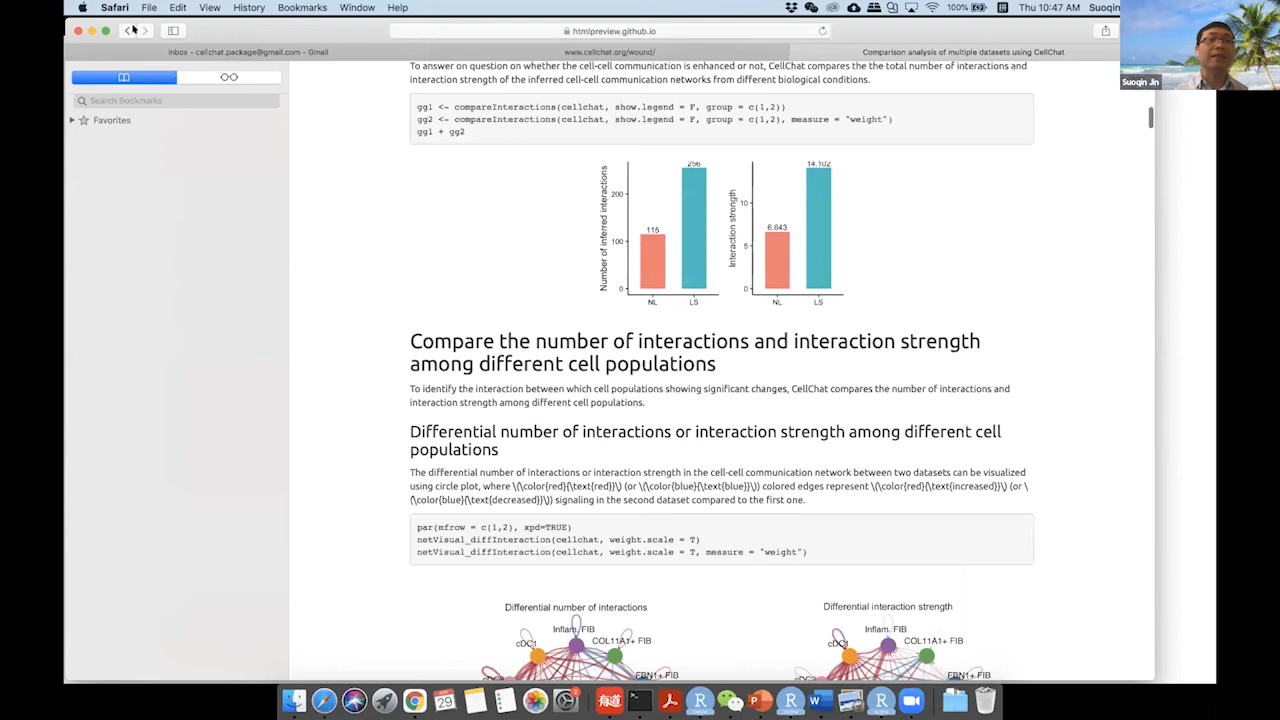 Safari File Edit View History Bookmarks Window Help
100% Thu 10:47 AM Suoqin
htmlpreview.github.io
Inbox - cellchat.package@gmail.com - Gmail
www.cellchat.org/wound/
Comparison analysis of multiple datasets using CellChat
Suoqin Jin
Search Bookmarks
Favorites
To answer on question on whether the cell-cell communication is enhanced or not, CellChat compares the the total number of interactions and
interaction strength of the inferred cell-cell communication networks from different biological conditions.
gg1 <- compareInteractions(cellchat, show.legend = F, group = c(1,2))
gg2 <- compareInteractions(cellchat, show.legend = F, group = c(1,2), measure = "weight")
gg1 + gg2
Number of inferred interactions
200
100
0
115
256
NL LS
Interaction strength
10
5
0
6.643
14.102
NL LS
Compare the number of interactions and interaction strength
among different cell populations
To identify the interaction between which cell populations showing significant changes, CellChat compares the number of interactions and
interaction strength among different cell populations.
Differential number of interactions or interaction strength among different cell
populations
The differential number of interactions or interaction strength in the cell-cell communication network between two datasets can be visualized
using circle plot, where \(\color{red}{\text{red}}\) (or \(\color{blue}{\text{blue}}\)) colored edges represent \(\color{red}{\text{increased}}\) (or \
(\color{blue}{\text{decreased}}\)) signaling in the second dataset compared to the first one.
par(mfrow = c(1,2), xpd=TRUE)
netVisual_diffInteraction(cellchat, weight.scale = T)
netVisual_diffInteraction(cellchat, weight.scale = T, measure = "weight")
Differential number of interactions
Inflam. FIB
cDC1
COL11A1+ FIB
FBN1+ FIB
Differential interaction strength
Inflam. FIB
cDC1
COL11A1+ FIB
FBN1+ FIB
29
有道